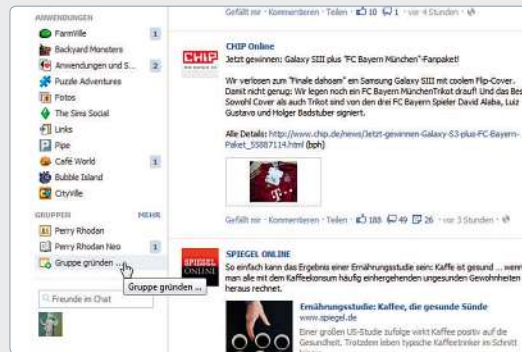 ANWENDUNGEN
FarmVille 1
Backyard Monsters
Anwendungen und S... 2
Puzzle Adventures
Fotos
The Sims Social
Links
Pipe
Café World 1
Bubble Island
CityVille
GRUPPEN MEHR
Perry Rhodan
Perry Rhodan Neo 1
Gruppe gründen ...
Gruppe gründen ...
Freunde im Chat
Gefällt mir · Kommentieren · Teilen · 10 1 · vor 4 Stunden ·
CHIP
CHIP Online
Jetzt gewinnen: Galaxy SIII plus "FC Bayern München"-Fanpaket!
Wir verlosen zum "Finale dahoam" ein Samsung Galaxy SIII mit coolem Flip-Cover.
Damit nicht genug: Wir legen noch ein FC Bayern MünchenTrikot drauf! Und das Bes
Sowohl Cover als auch Trikot sind von den drei FC Bayern Spieler David Alaba, Luiz
Gustavo und Holger Badstuber signiert.
Alle Details: http://www.chip.de/news/Jetzt-gewinnen-Galaxy-S3-plus-FC-Bayern-
Paket_55887114.html (bph)
T
Gefällt mir · Kommentieren · Teilen · 188 49 26 · vor 3 Stunden ·
SPIEGEL
ONLINE
SPIEGEL ONLINE
So einfach kann das Ergebnis einer Ernährungsstudie sein: Kaffe ist gesund ... wenn
man alle mit dem Kaffeekonsum häufig einhergehenden ungesunden Gewohnheiten
heraus rechnet.
Ernährungsstudie: Kaffee, die gesunde Sünde
www.spiegel.de
Einer großen US-Studie zufolge wirkt Kaffee positiv auf die
Gesundheit. Trotzdem leben typische Kaffeetrinker im Schnitt